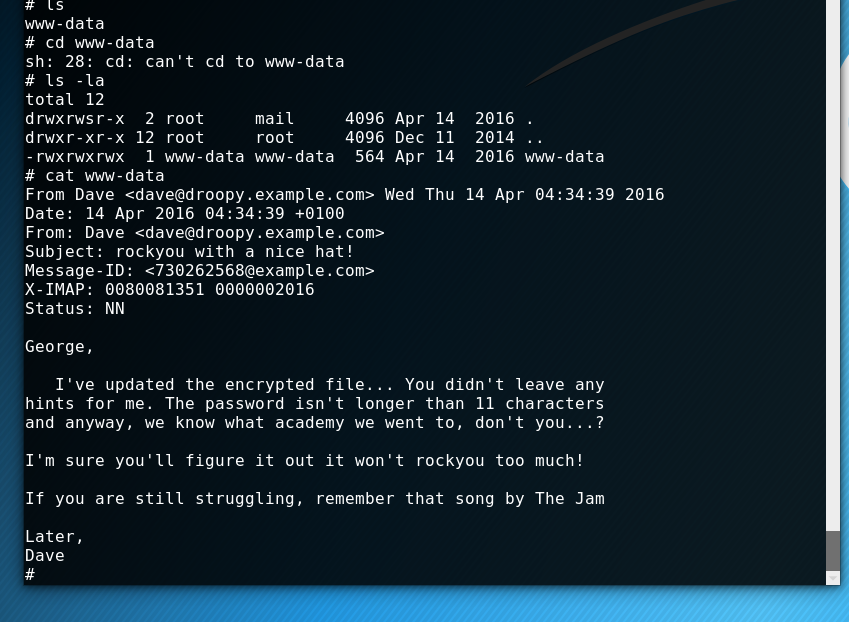 # ls
www-data
# cd www-data
sh: 28: cd: can't cd to www-data
# ls -la
total 12
drwxrwsr-x  2 root     mail     4096 Apr 14  2016 .
drwxr-xr-x 12 root     root     4096 Dec 11  2014 ..
-rwxrwxrwx  1 www-data www-data  564 Apr 14  2016 www-data
# cat www-data
From Dave <dave@droopy.example.com> Wed Thu 14 Apr 04:34:39 2016
Date: 14 Apr 2016 04:34:39 +0100
From: Dave <dave@droopy.example.com>
Subject: rockyou with a nice hat!
Message-ID: <730262568@example.com>
X-IMAP: 0080081351 0000002016
Status: NN

George,

   I've updated the encrypted file... You didn't leave any
hints for me. The password isn't longer than 11 characters
and anyway, we know what academy we went to, don't you...?

I'm sure you'll figure it out it won't rockyou too much!

If you are still struggling, remember that song by The Jam

Later,
Dave
#